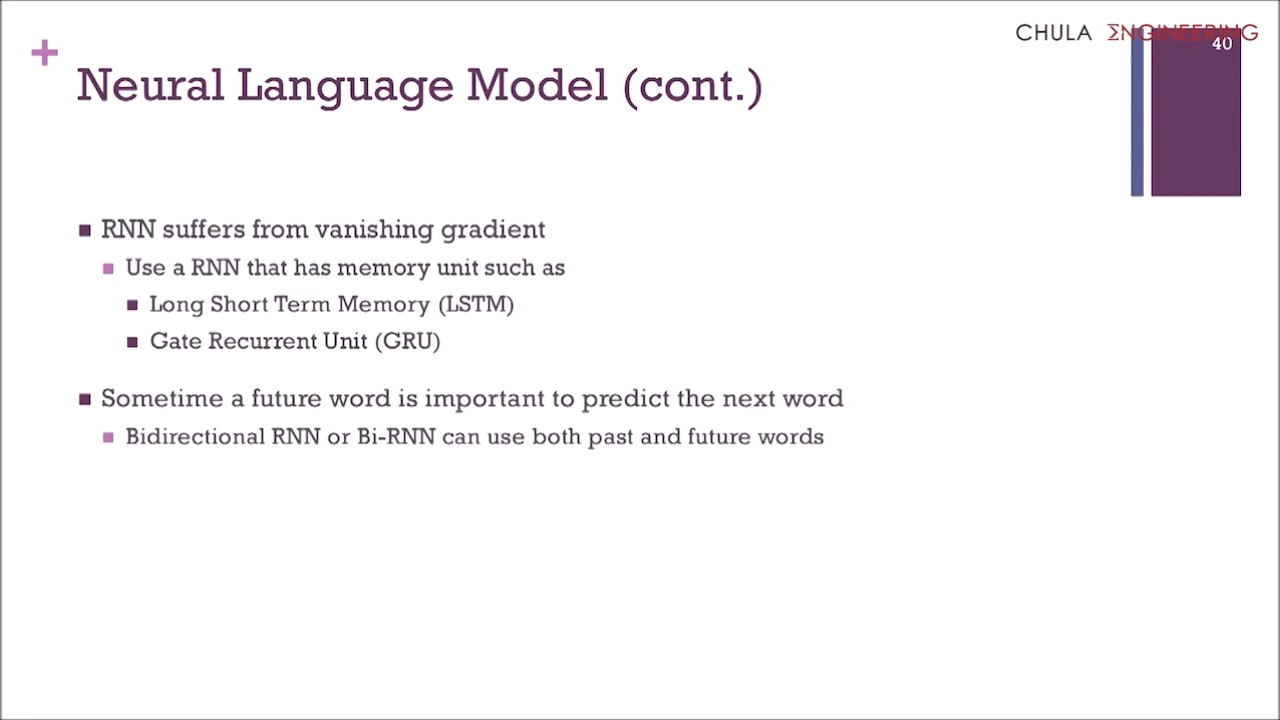 CHULA ΣNGINEERING
40
Neural Language Model (cont.)
RNN suffers from vanishing gradient
Use a RNN that has memory unit such as
Long Short Term Memory (LSTM)
Gate Recurrent Unit (GRU)
Sometime a future word is important to predict the next word
Bidirectional RNN or Bi-RNN can use both past and future words